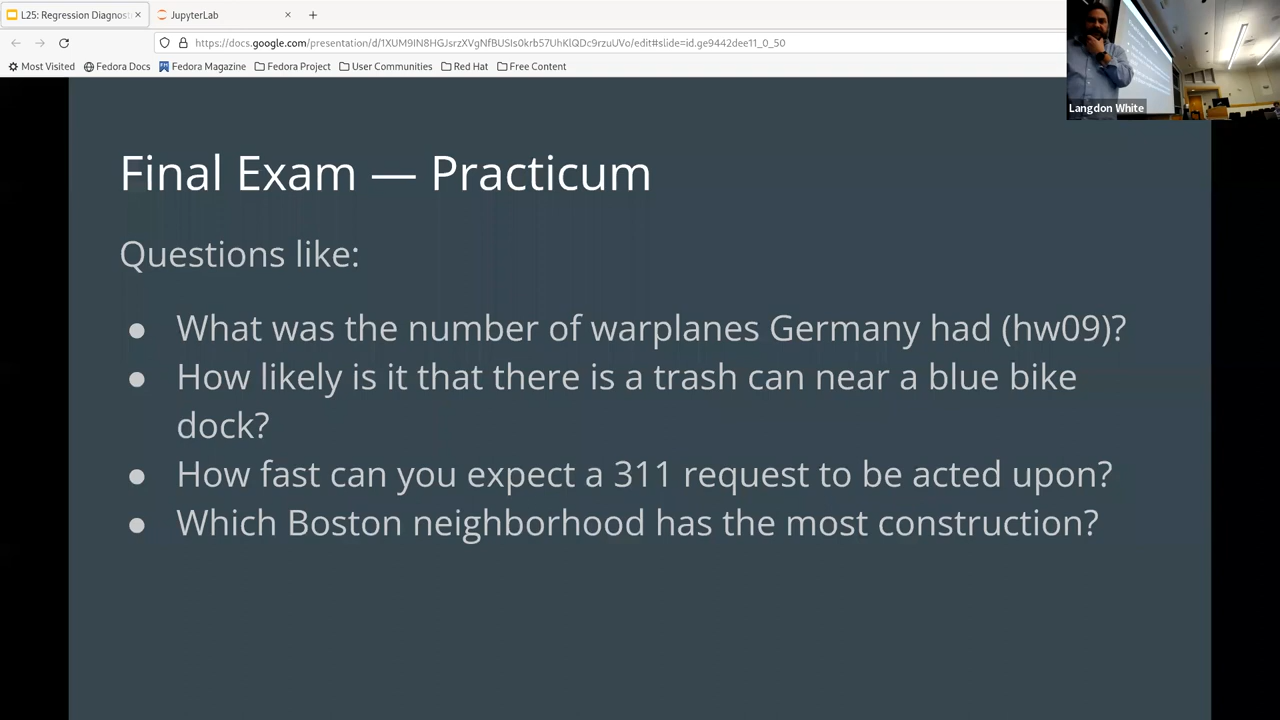 L25: Regression Diagnost
JupyterLab
https://docs.google.com/presentation/d/1XUM9IN8HGJsrzXVgNfBUSIs0krb57UhKlQDc9rzuUVo/edit#slide=id.ge9442dee11_0_50
Most Visited Fedora Docs Fedora Magazine Fedora Project User Communities Red Hat Free Content
Langdon White
Final Exam — Practicum
Questions like:
● What was the number of warplanes Germany had (hw09)?
● How likely is it that there is a trash can near a blue bike
dock?
● How fast can you expect a 311 request to be acted upon?
● Which Boston neighborhood has the most construction?